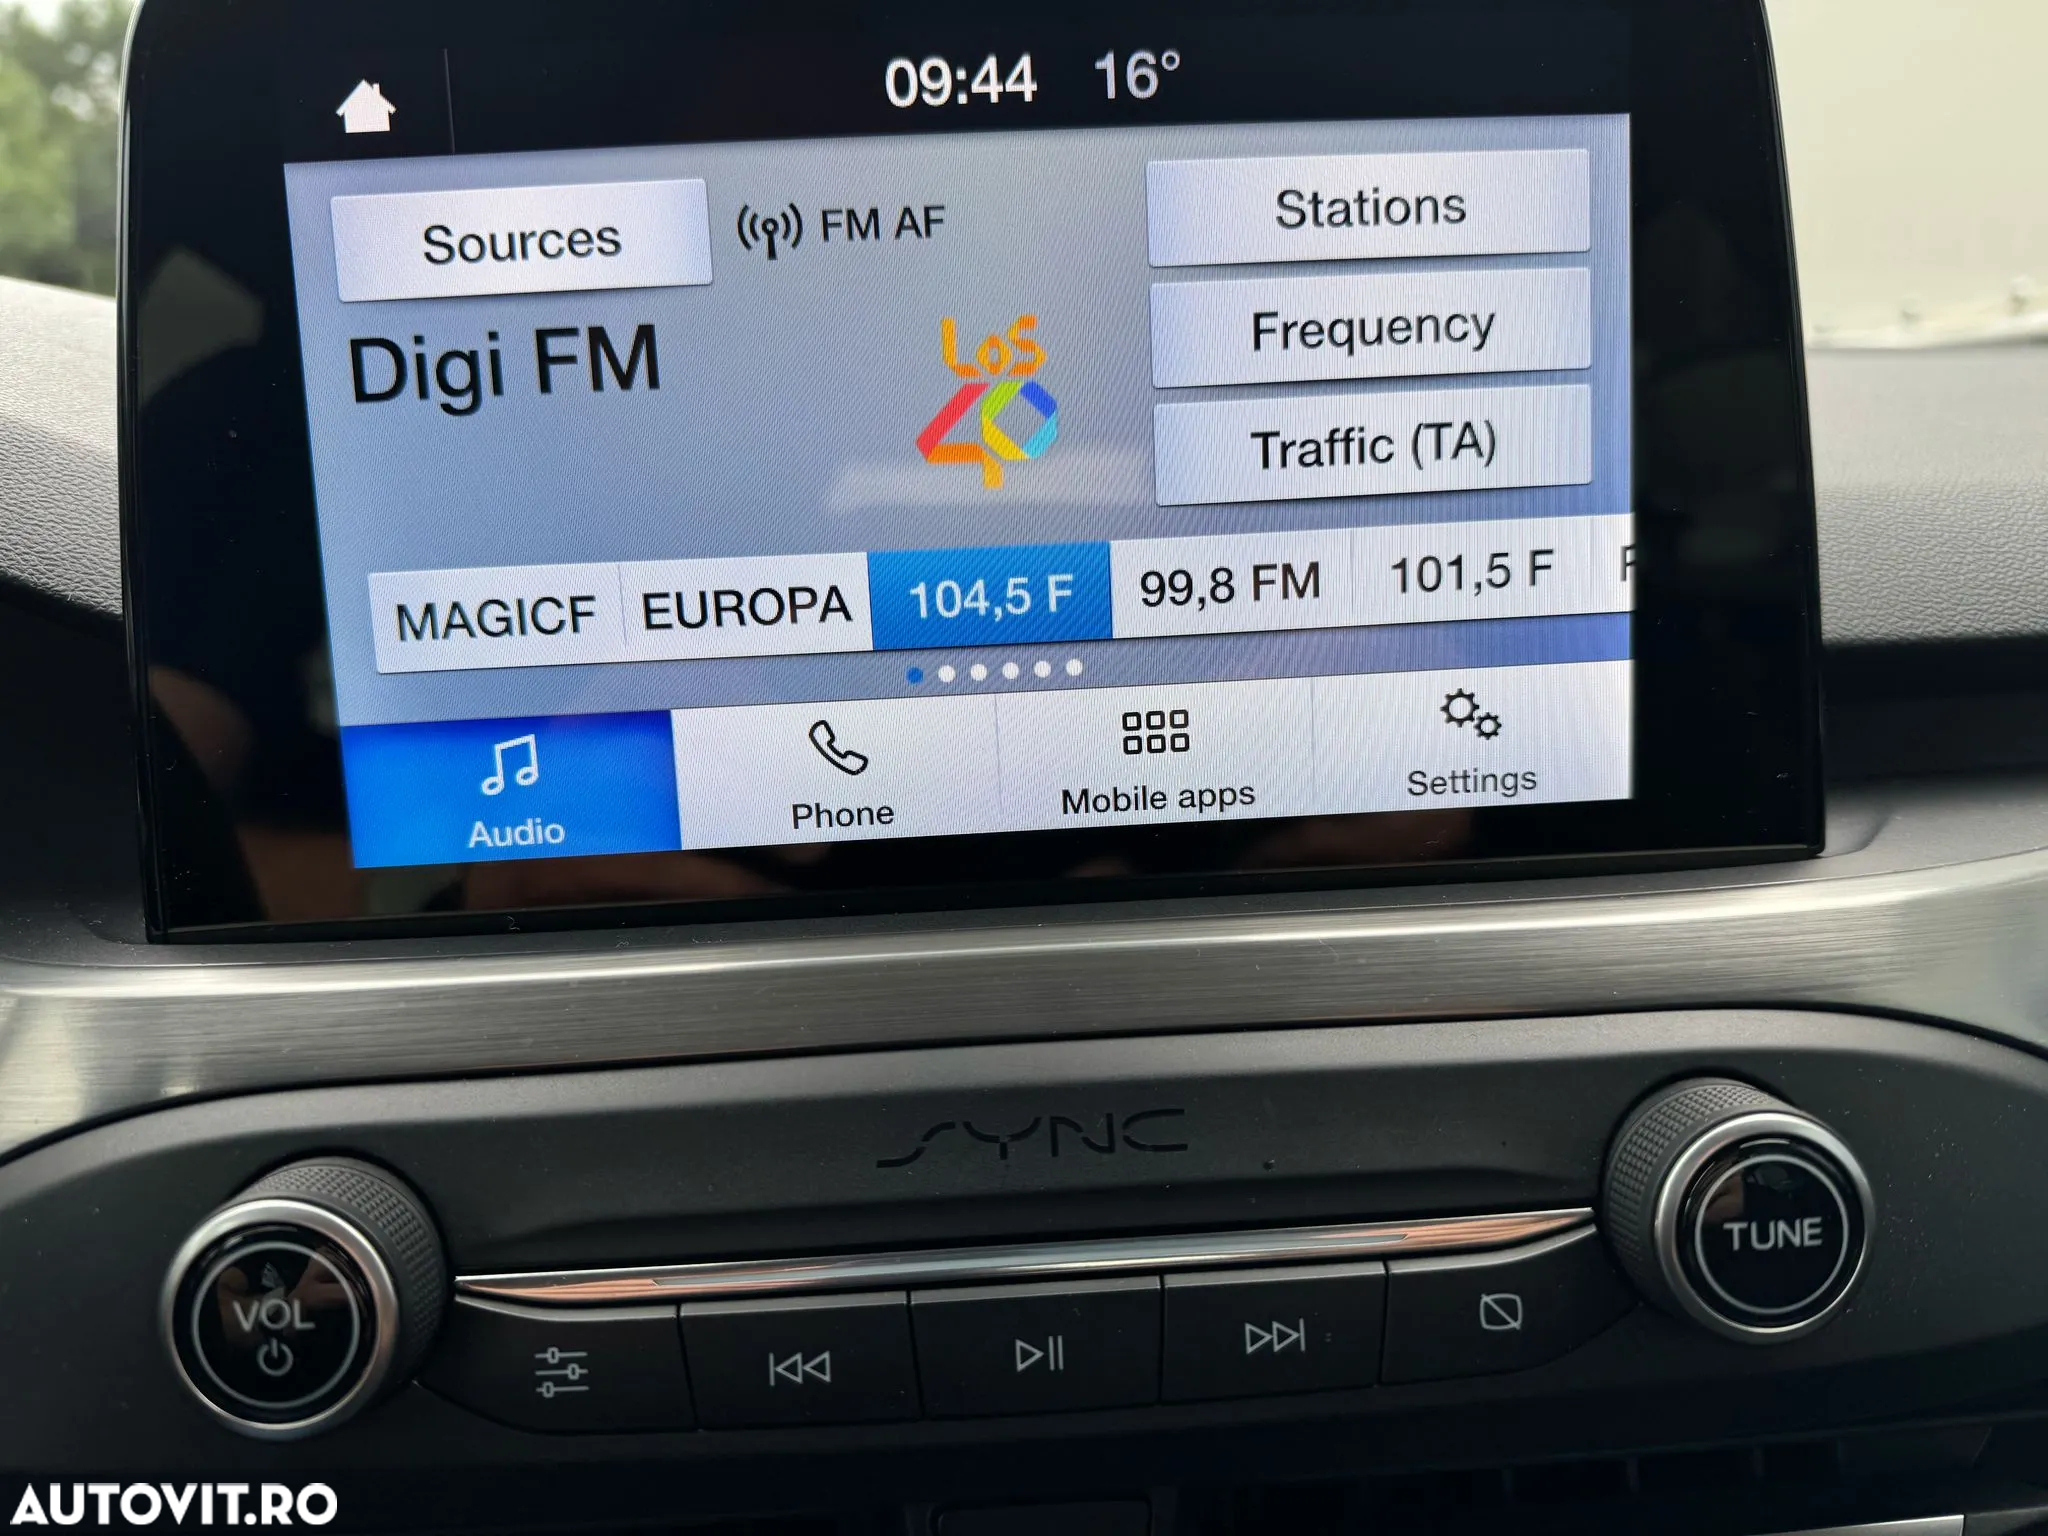 09:44 16°
Sources
FM AF
Stations
Digi FM
LOS
40
Frequency
Traffic (TA)
MAGICF
EUROPA
104,5 F
99,8 FM
101,5 F
Audio
Phone
Mobile apps
Settings
SYNC
VOL
TUNE
AUTOVIT.RO